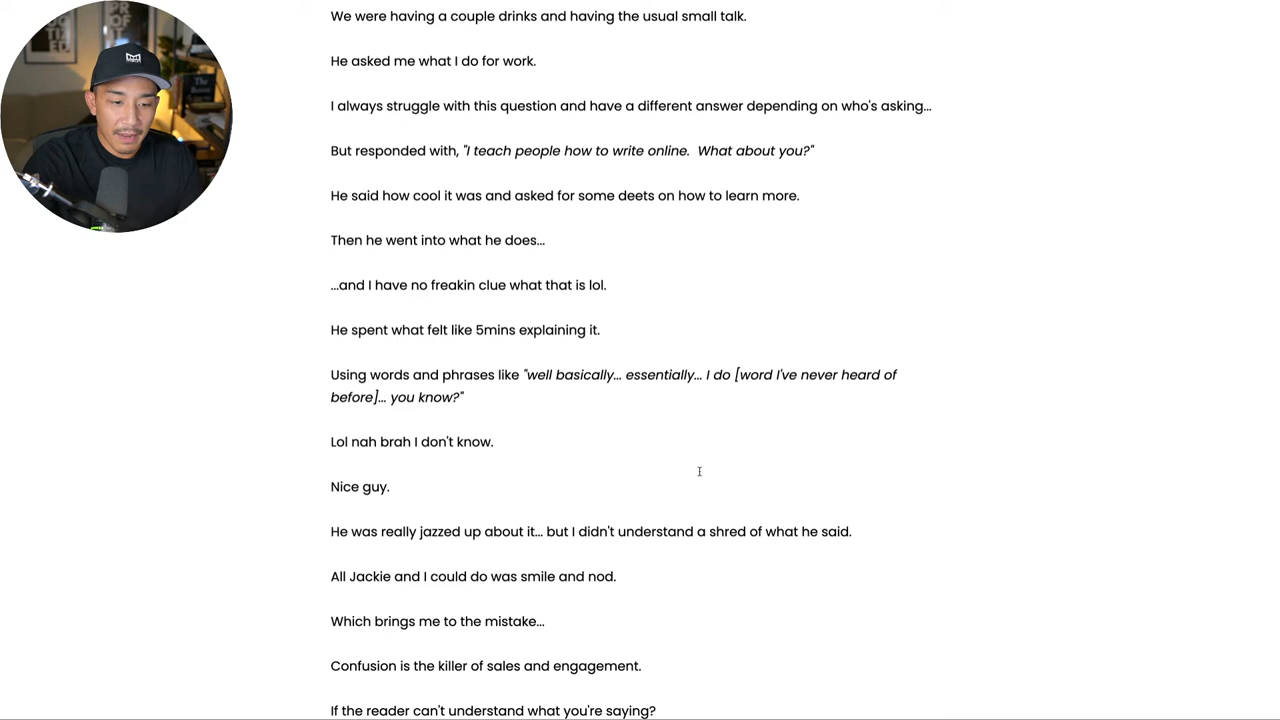 We were having a couple drinks and having the usual small talk.
He asked me what I do for work.
I always struggle with this question and have a different answer depending on who's asking...
But responded with, "I teach people how to write online.  What about you?"
He said how cool it was and asked for some deets on how to learn more.
Then he went into what he does...
...and I have no freakin clue what that is lol.
He spent what felt like 5mins explaining it.
Using words and phrases like "well basically... essentially... I do [word I've never heard of
before]... you know?"
Lol nah brah I don't know.
Nice guy.
He was really jazzed up about it... but I didn't understand a shred of what he said.
All Jackie and I could do was smile and nod.
Which brings me to the mistake...
Confusion is the killer of sales and engagement.
If the reader can't understand what you're saying?